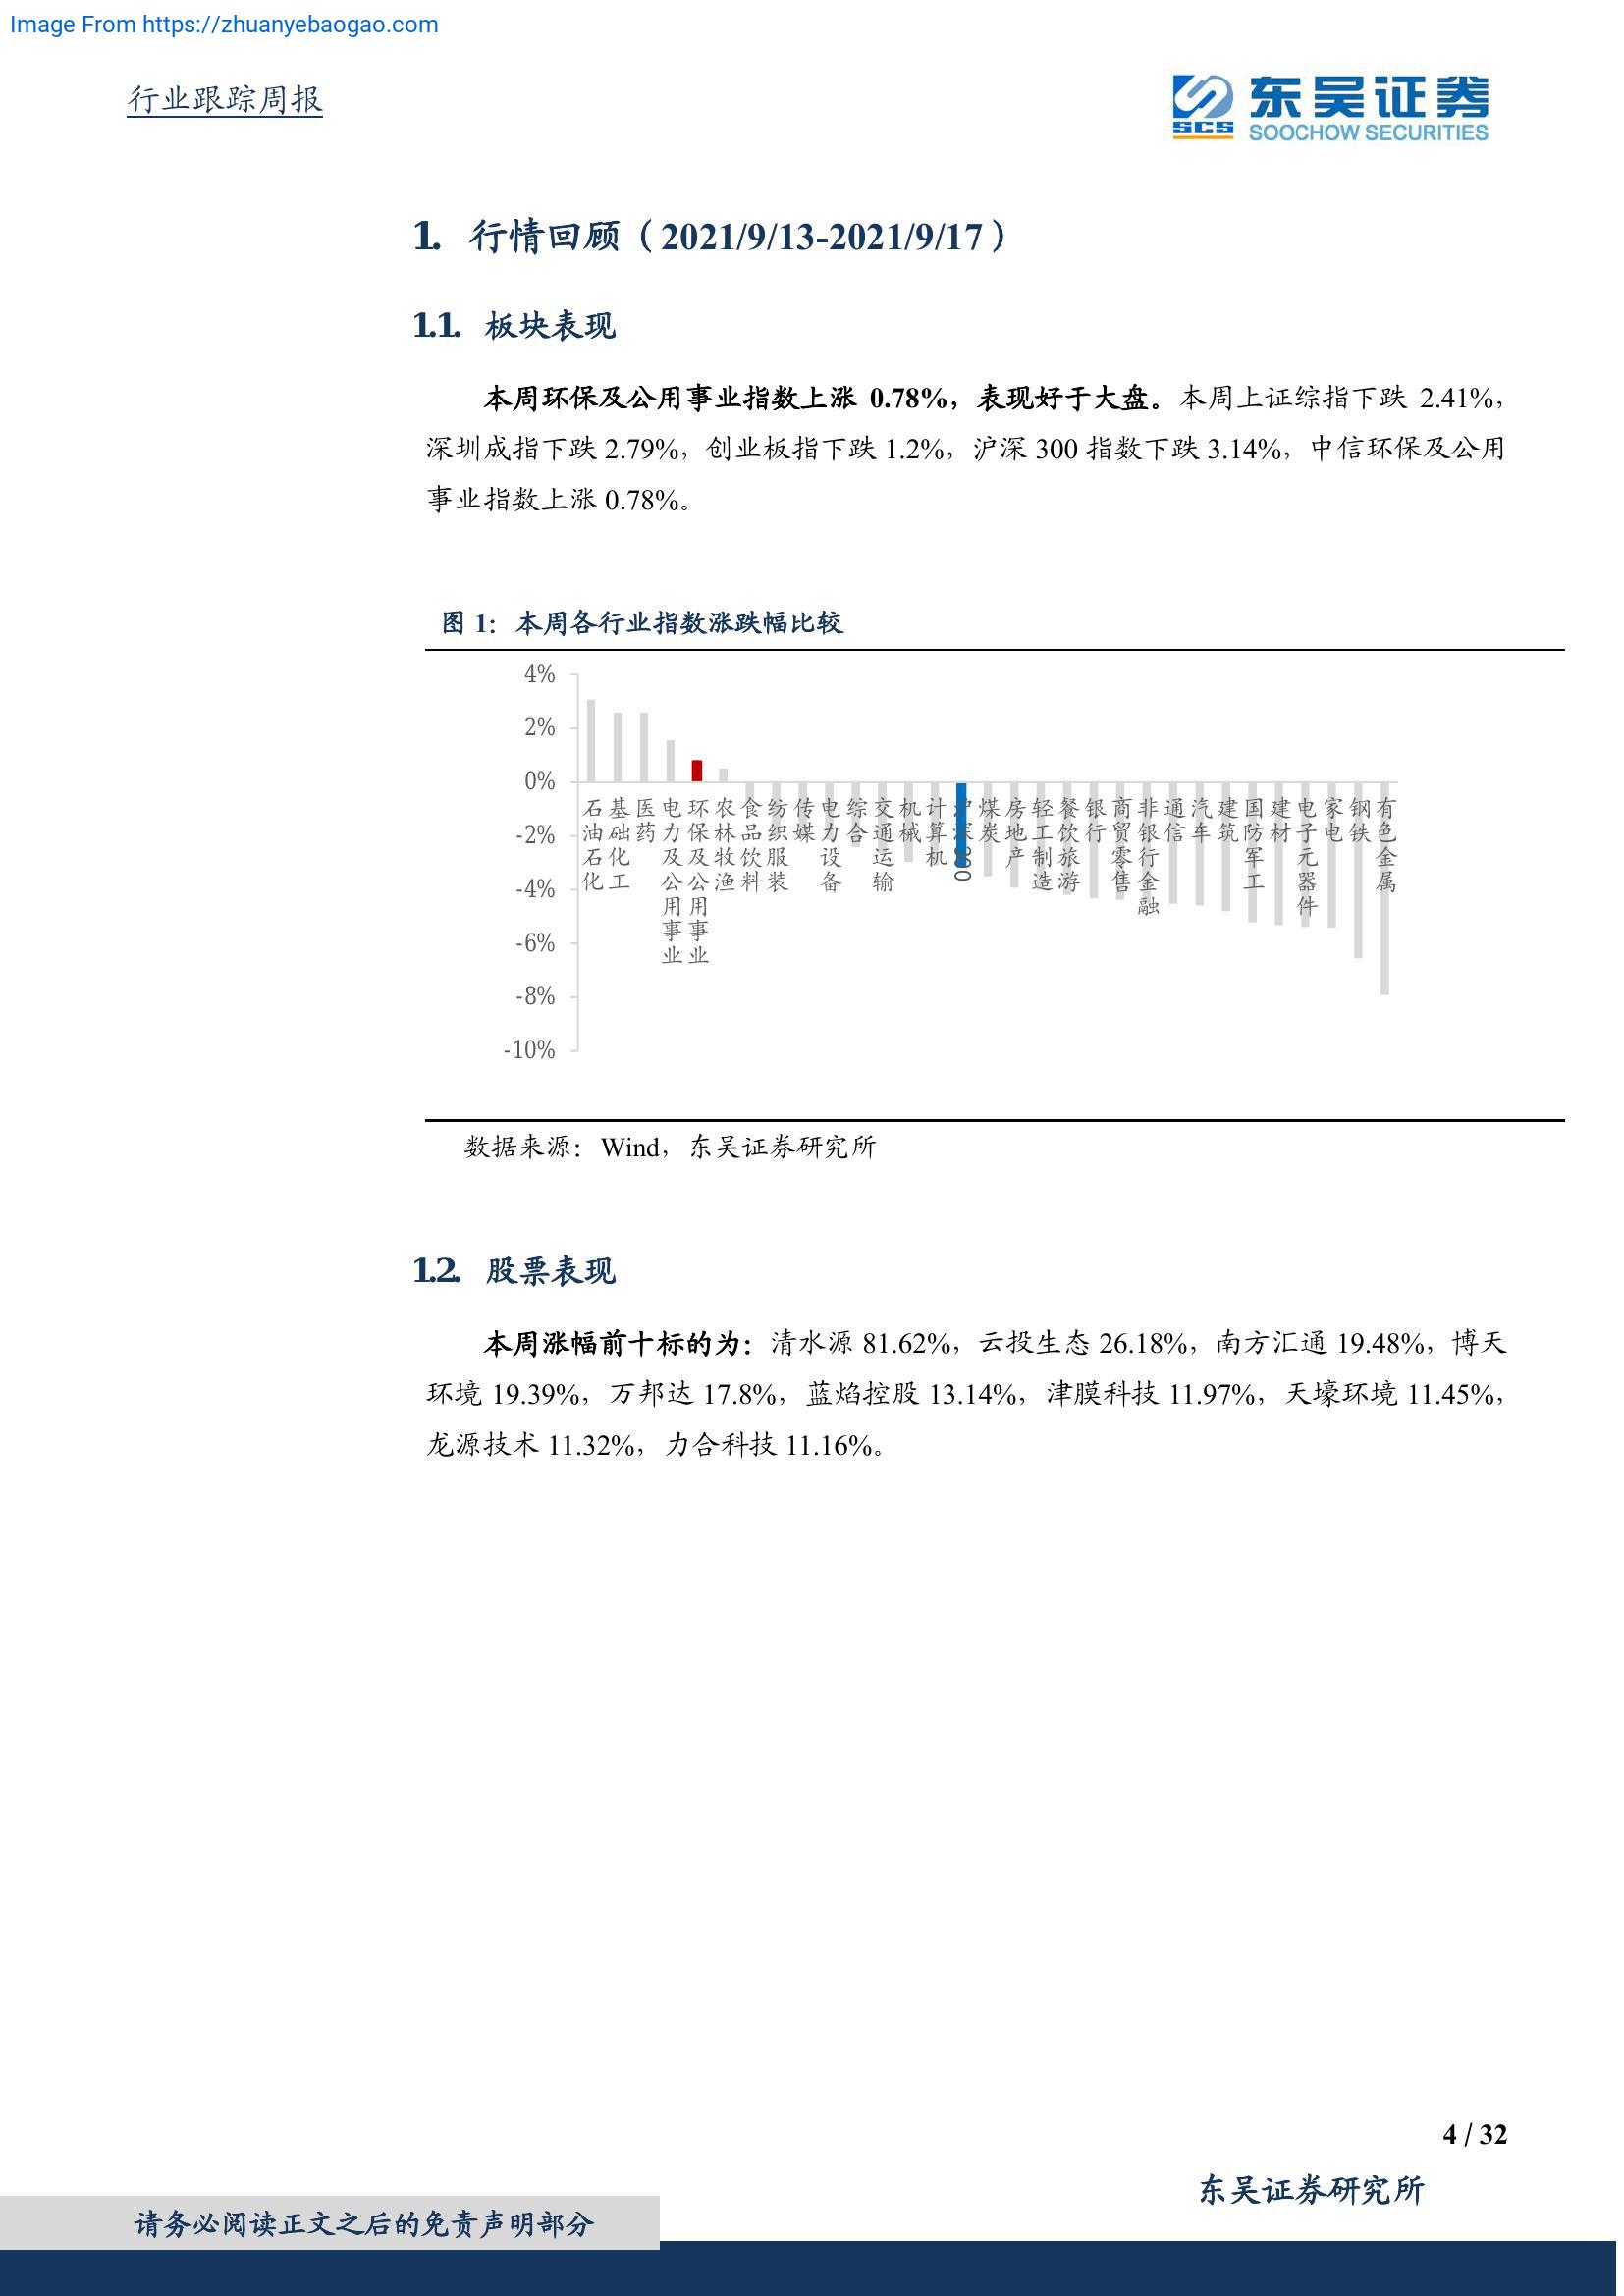 Image From https://zhuanyebaogao.com
行业跟踪周报
东吴证券
SCS
SOOCHOW SECURITIES
1. 行情回顾（2021/9/13-2021/9/17）
1.1. 板块表现
本周环保及公用事业指数上涨 0.78%，表现好于大盘。本周上证综指下跌 2.41%，
深圳成指下跌 2.79%，创业板指下跌 1.2%，沪深 300 指数下跌 3.14%，中信环保及公用
事业指数上涨 0.78%。
图 1：本周各行业指数涨跌幅比较
4%
2%
0%
-2%
-4%
-6%
-8%
-10%
石油石化
基础化工
医药
电力及公用事业
环保及公用事业
农林牧渔
食品饮料
纺织服装
传媒
电力设备
综合
交通运输
机械
计算机
沪深300
煤炭
房地产
轻工制造
餐饮旅游
银行
商贸零售
非银行金融
通信
汽车
建筑
国防军工
建材
电子元器件
家电
钢铁
有色金属
数据来源：Wind，东吴证券研究所
1.2. 股票表现
本周涨幅前十标的为：清水源 81.62%，云投生态 26.18%，南方汇通 19.48%，博天
环境 19.39%，万邦达 17.8%，蓝焰控股 13.14%，津膜科技 11.97%，天壕环境 11.45%，
龙源技术 11.32%，力合科技 11.16%。
4 / 32
东吴证券研究所
请务必阅读正文之后的免责声明部分